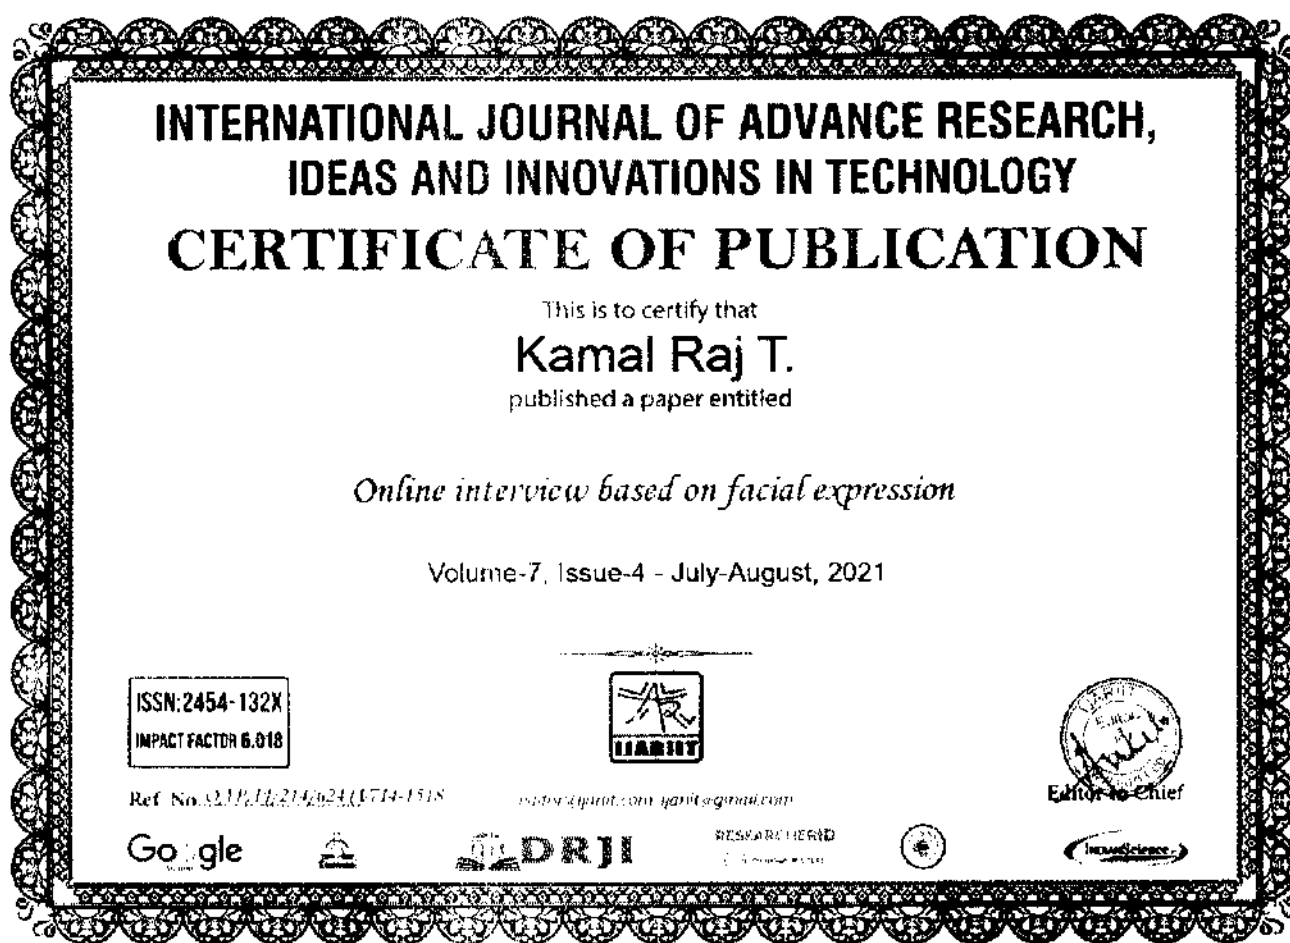 INTERNATIONAL JOURNAL OF ADVANCE RESEARCH,
IDEAS AND INNOVATIONS IN TECHNOLOGY
CERTIFICATE OF PUBLICATION
This is to certify that
Kamal Raj T.
published a paper entitled
Online interview based on facial expression
Volume-7, Issue-4 - July-August, 2021
ISSN:2454-132X
IMPACT FACTOR 6.018
IJARIIT
Ref. No.
Editor in Chief
Google
DRJI
RESEARCHERID
IndianScience